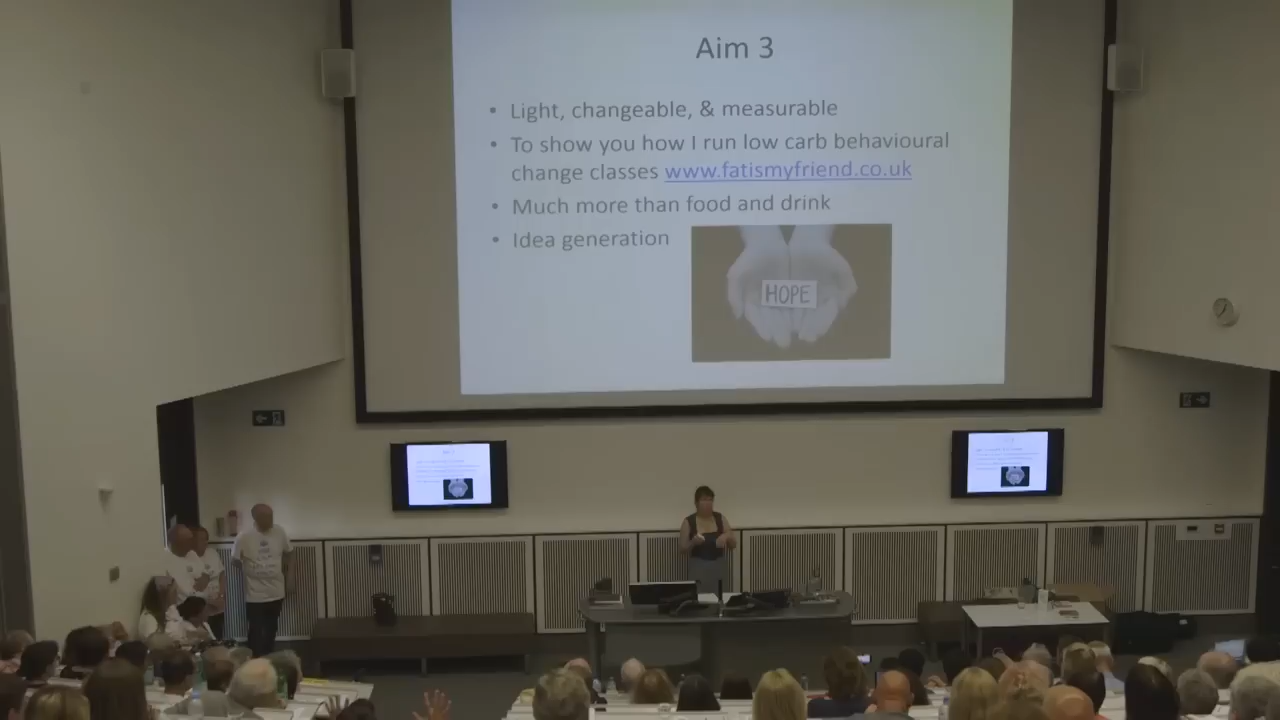 Aim 3
• Light, changeable, & measurable
• To show you how I run low carb behavioural
change classes www.fatismyfriend.co.uk
• Much more than food and drink
• Idea generation
HOPE